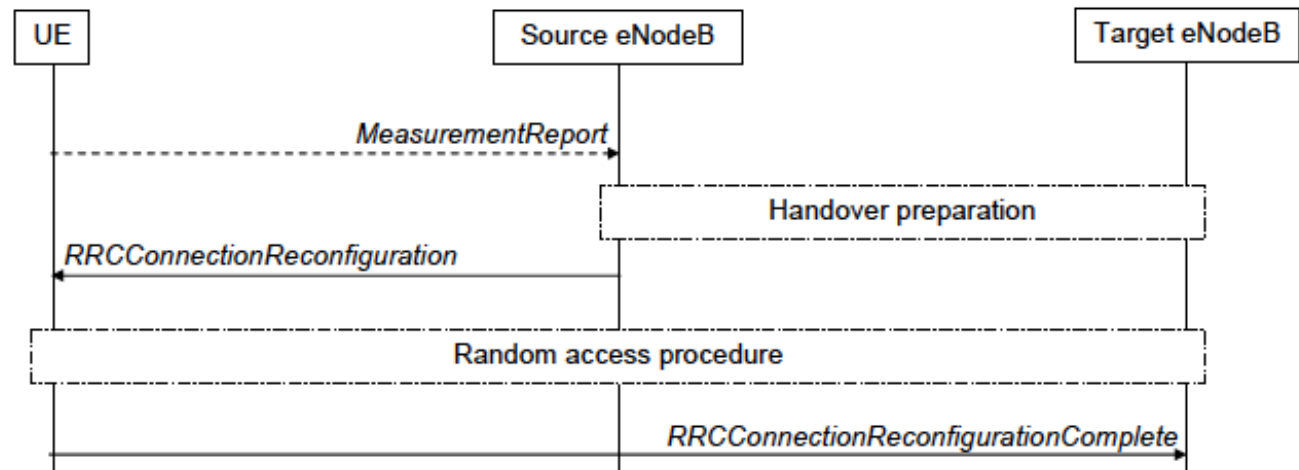 UE
Source eNodeB
Target eNodeB
MeasurementReport
Handover preparation
RRCConnectionReconfiguration
Random access procedure
RRCConnectionReconfigurationComplete